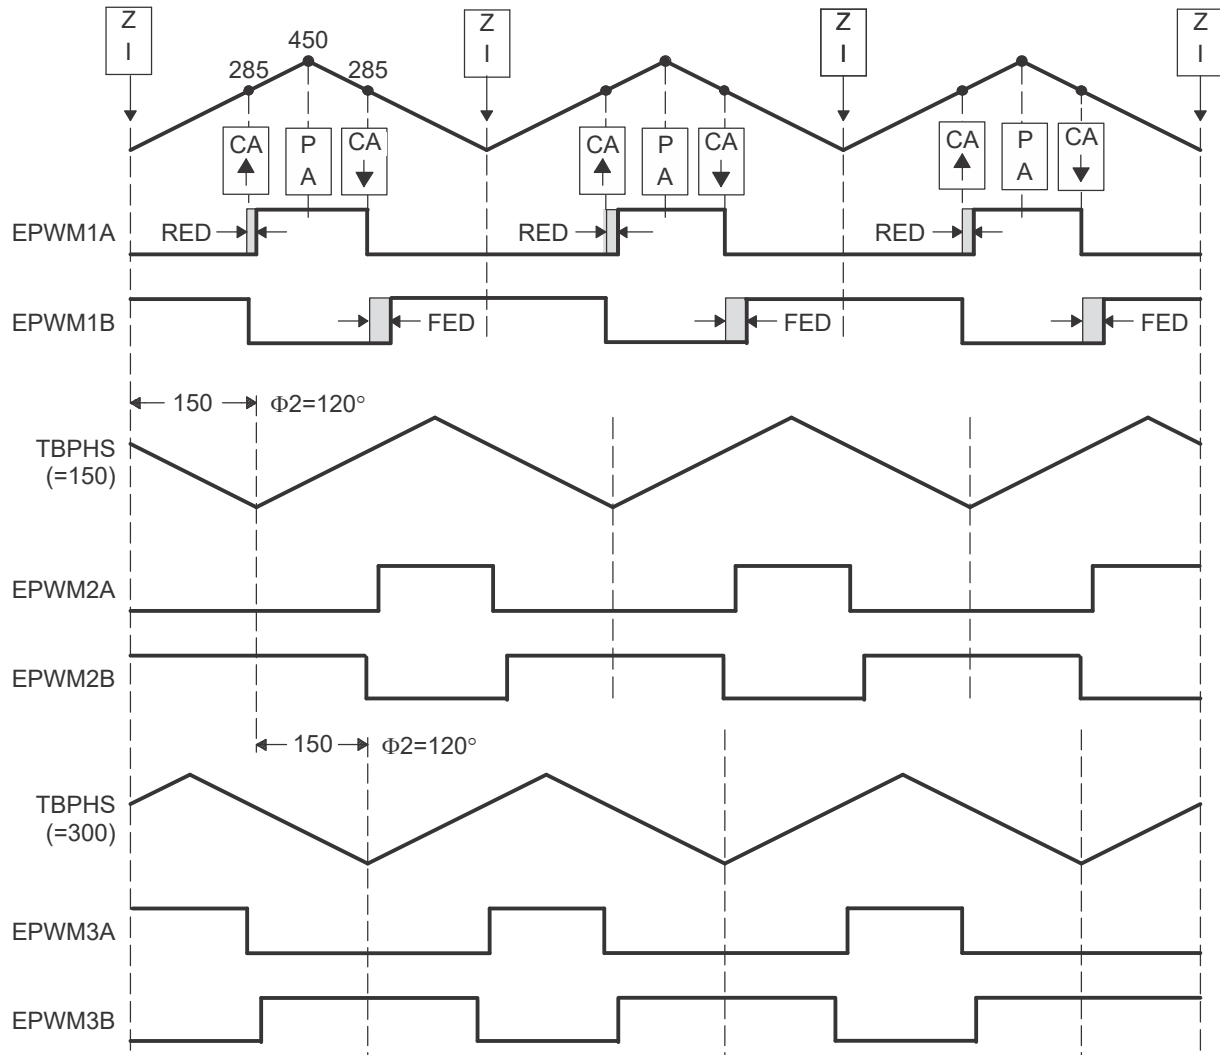 Z
I
Z
I
Z
I
Z
I
450
285
285
CA
P
A
CA
CA
P
A
CA
CA
P
A
CA
EPWM1A
RED
RED
RED
EPWM1B
FED
FED
FED
150
Φ2=120°
TBPHS
(=150)
EPWM2A
EPWM2B
150
Φ2=120°
TBPHS
(=300)
EPWM3A
EPWM3B